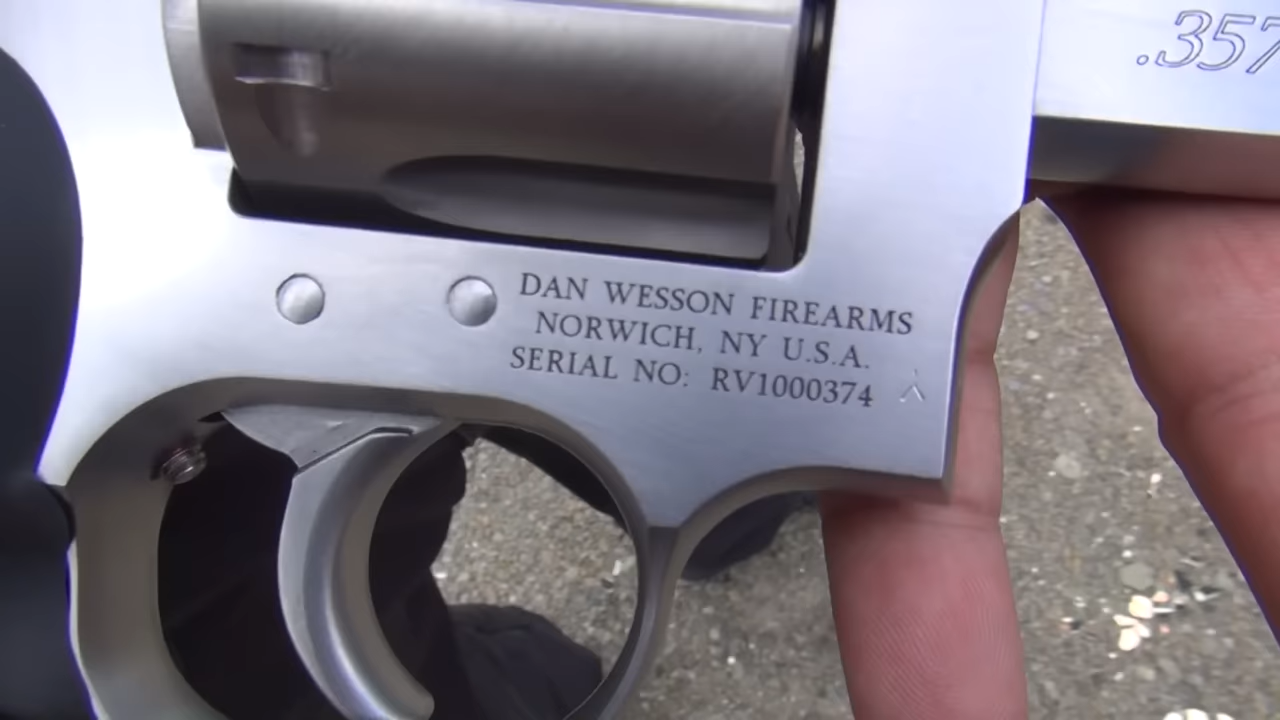 .357
DAN WESSON FIREARMS
NORWICH, NY U.S.A.
SERIAL NO: RV1000374